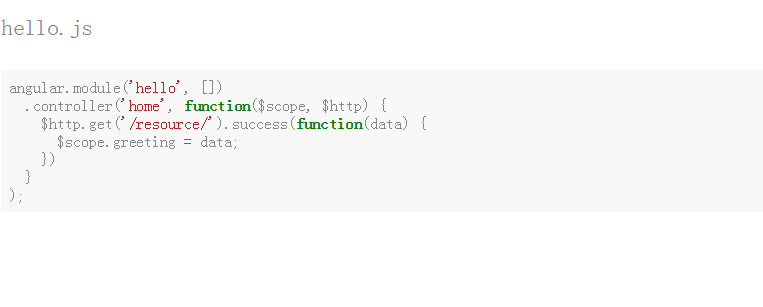 hello.js
angular.module('hello', [])
  .controller('home', function($scope, $http) {
    $http.get('/resource/').success(function(data) {
      $scope.greeting = data;
    })
  }
);